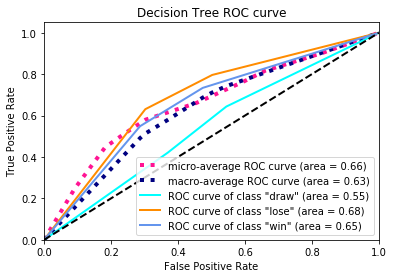 Decision Tree ROC curve
True Positive Rate
1.0
0.8
0.6
0.4
0.2
0.0
micro-average ROC curve (area = 0.66)
macro-average ROC curve (area = 0.63)
ROC curve of class "draw" (area = 0.55)
ROC curve of class "lose" (area = 0.68)
ROC curve of class "win" (area = 0.65)
0.0 0.2 0.4 0.6 0.8 1.0
False Positive Rate